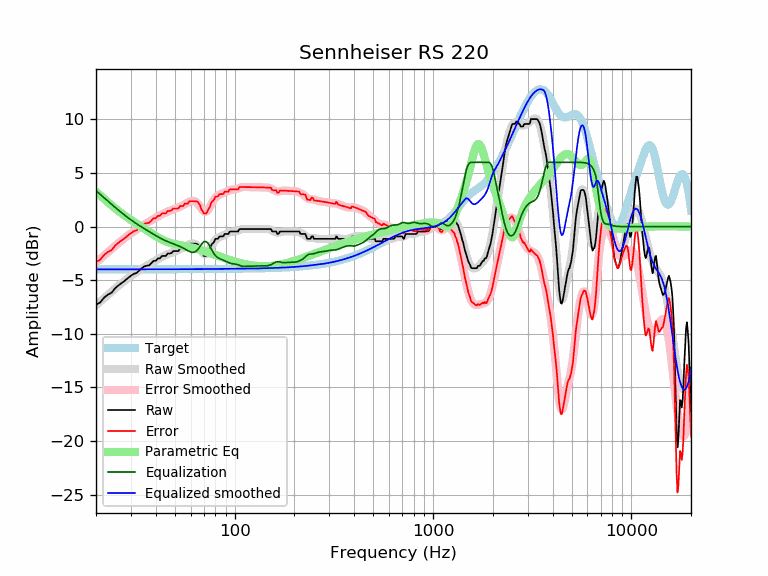 Sennheiser RS 220
Amplitude (dBr)
10
5
0
−5
−10
−15
−20
−25
Target
Raw Smoothed
Error Smoothed
Raw
Error
Parametric Eq
Equalization
Equalized smoothed
100 1000 10000
Frequency (Hz)